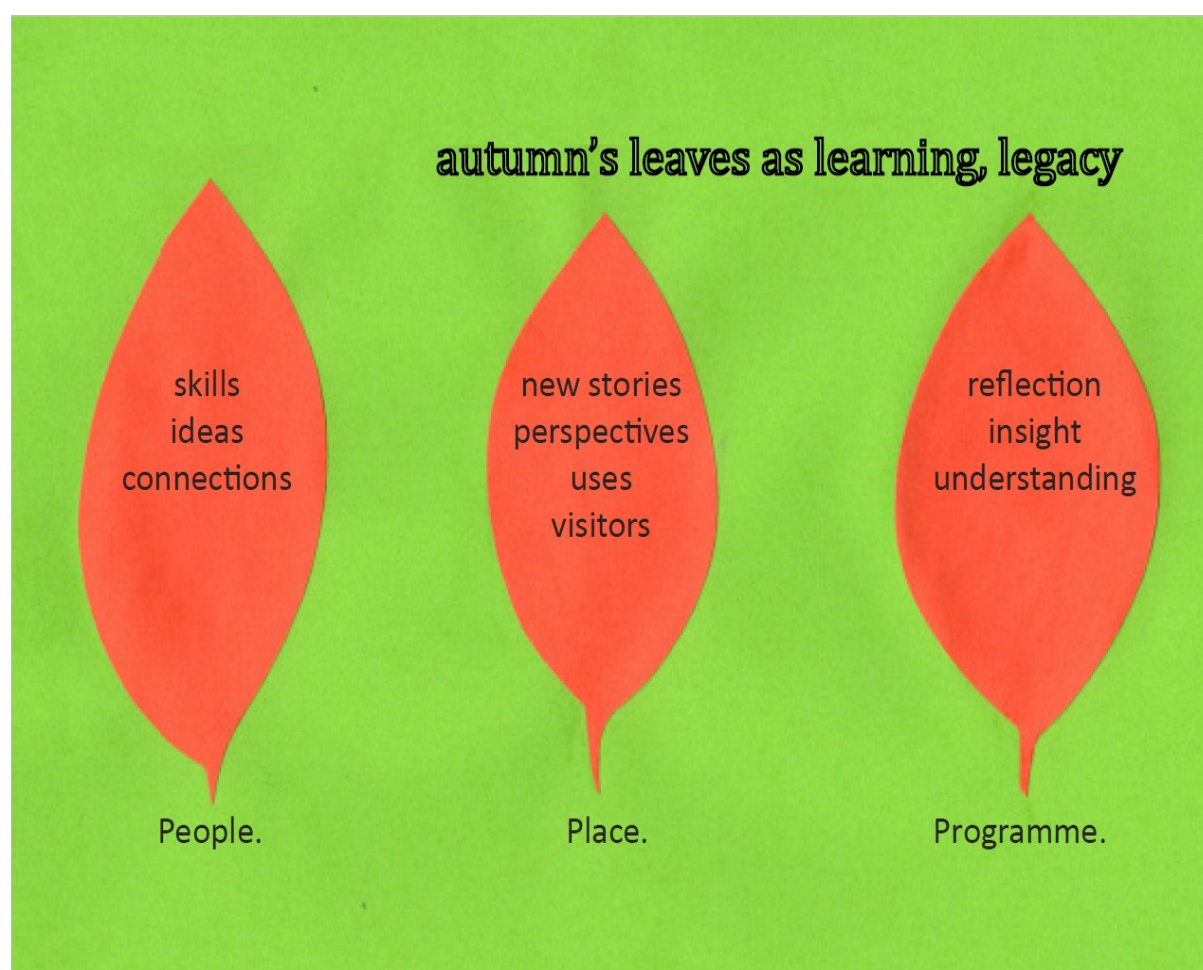 autumn’s leaves as learning, legacy
skills
ideas
connections
People.
new stories
perspectives
uses
visitors
Place.
reflection
insight
understanding
Programme.